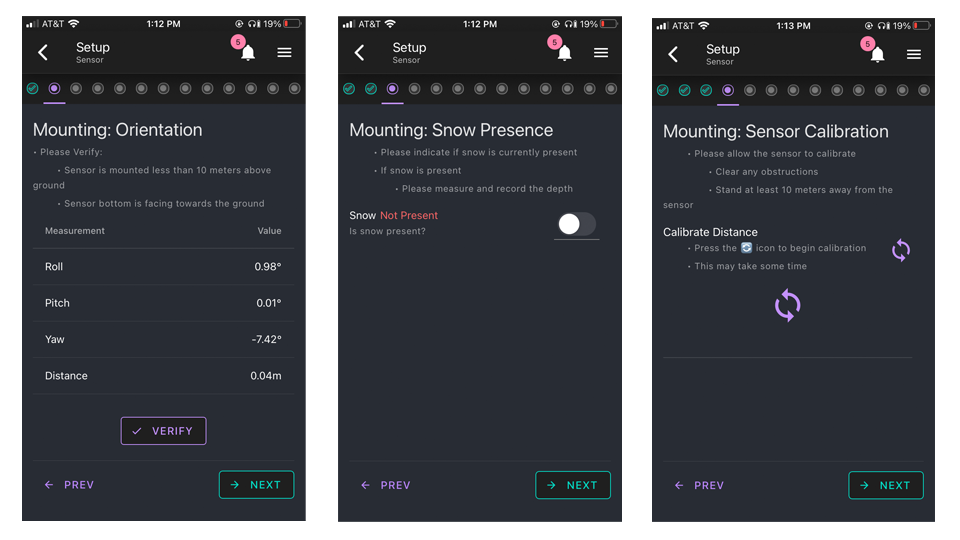 AT&T 1:12 PM 19%
Setup
Sensor
5
Mounting: Orientation
• Please Verify:
• Sensor is mounted less than 10 meters above
ground
• Sensor bottom is facing towards the ground
Measurement Value
Roll 0.98°
Pitch 0.01°
Yaw -7.42°
Distance 0.04m
VERIFY
PREV NEXT
AT&T 1:12 PM 19%
Setup
Sensor
5
Mounting: Snow Presence
• Please indicate if snow is currently present
• If snow is present
• Please measure and record the depth
Snow Not Present
Is snow present?
PREV NEXT
AT&T 1:13 PM 19%
Setup
Sensor
5
Mounting: Sensor Calibration
• Please allow the sensor to calibrate
• Clear any obstructions
• Stand at least 10 meters away from the
sensor
Calibrate Distance
• Press the 🔄 icon to begin calibration
• This may take some time
PREV NEXT